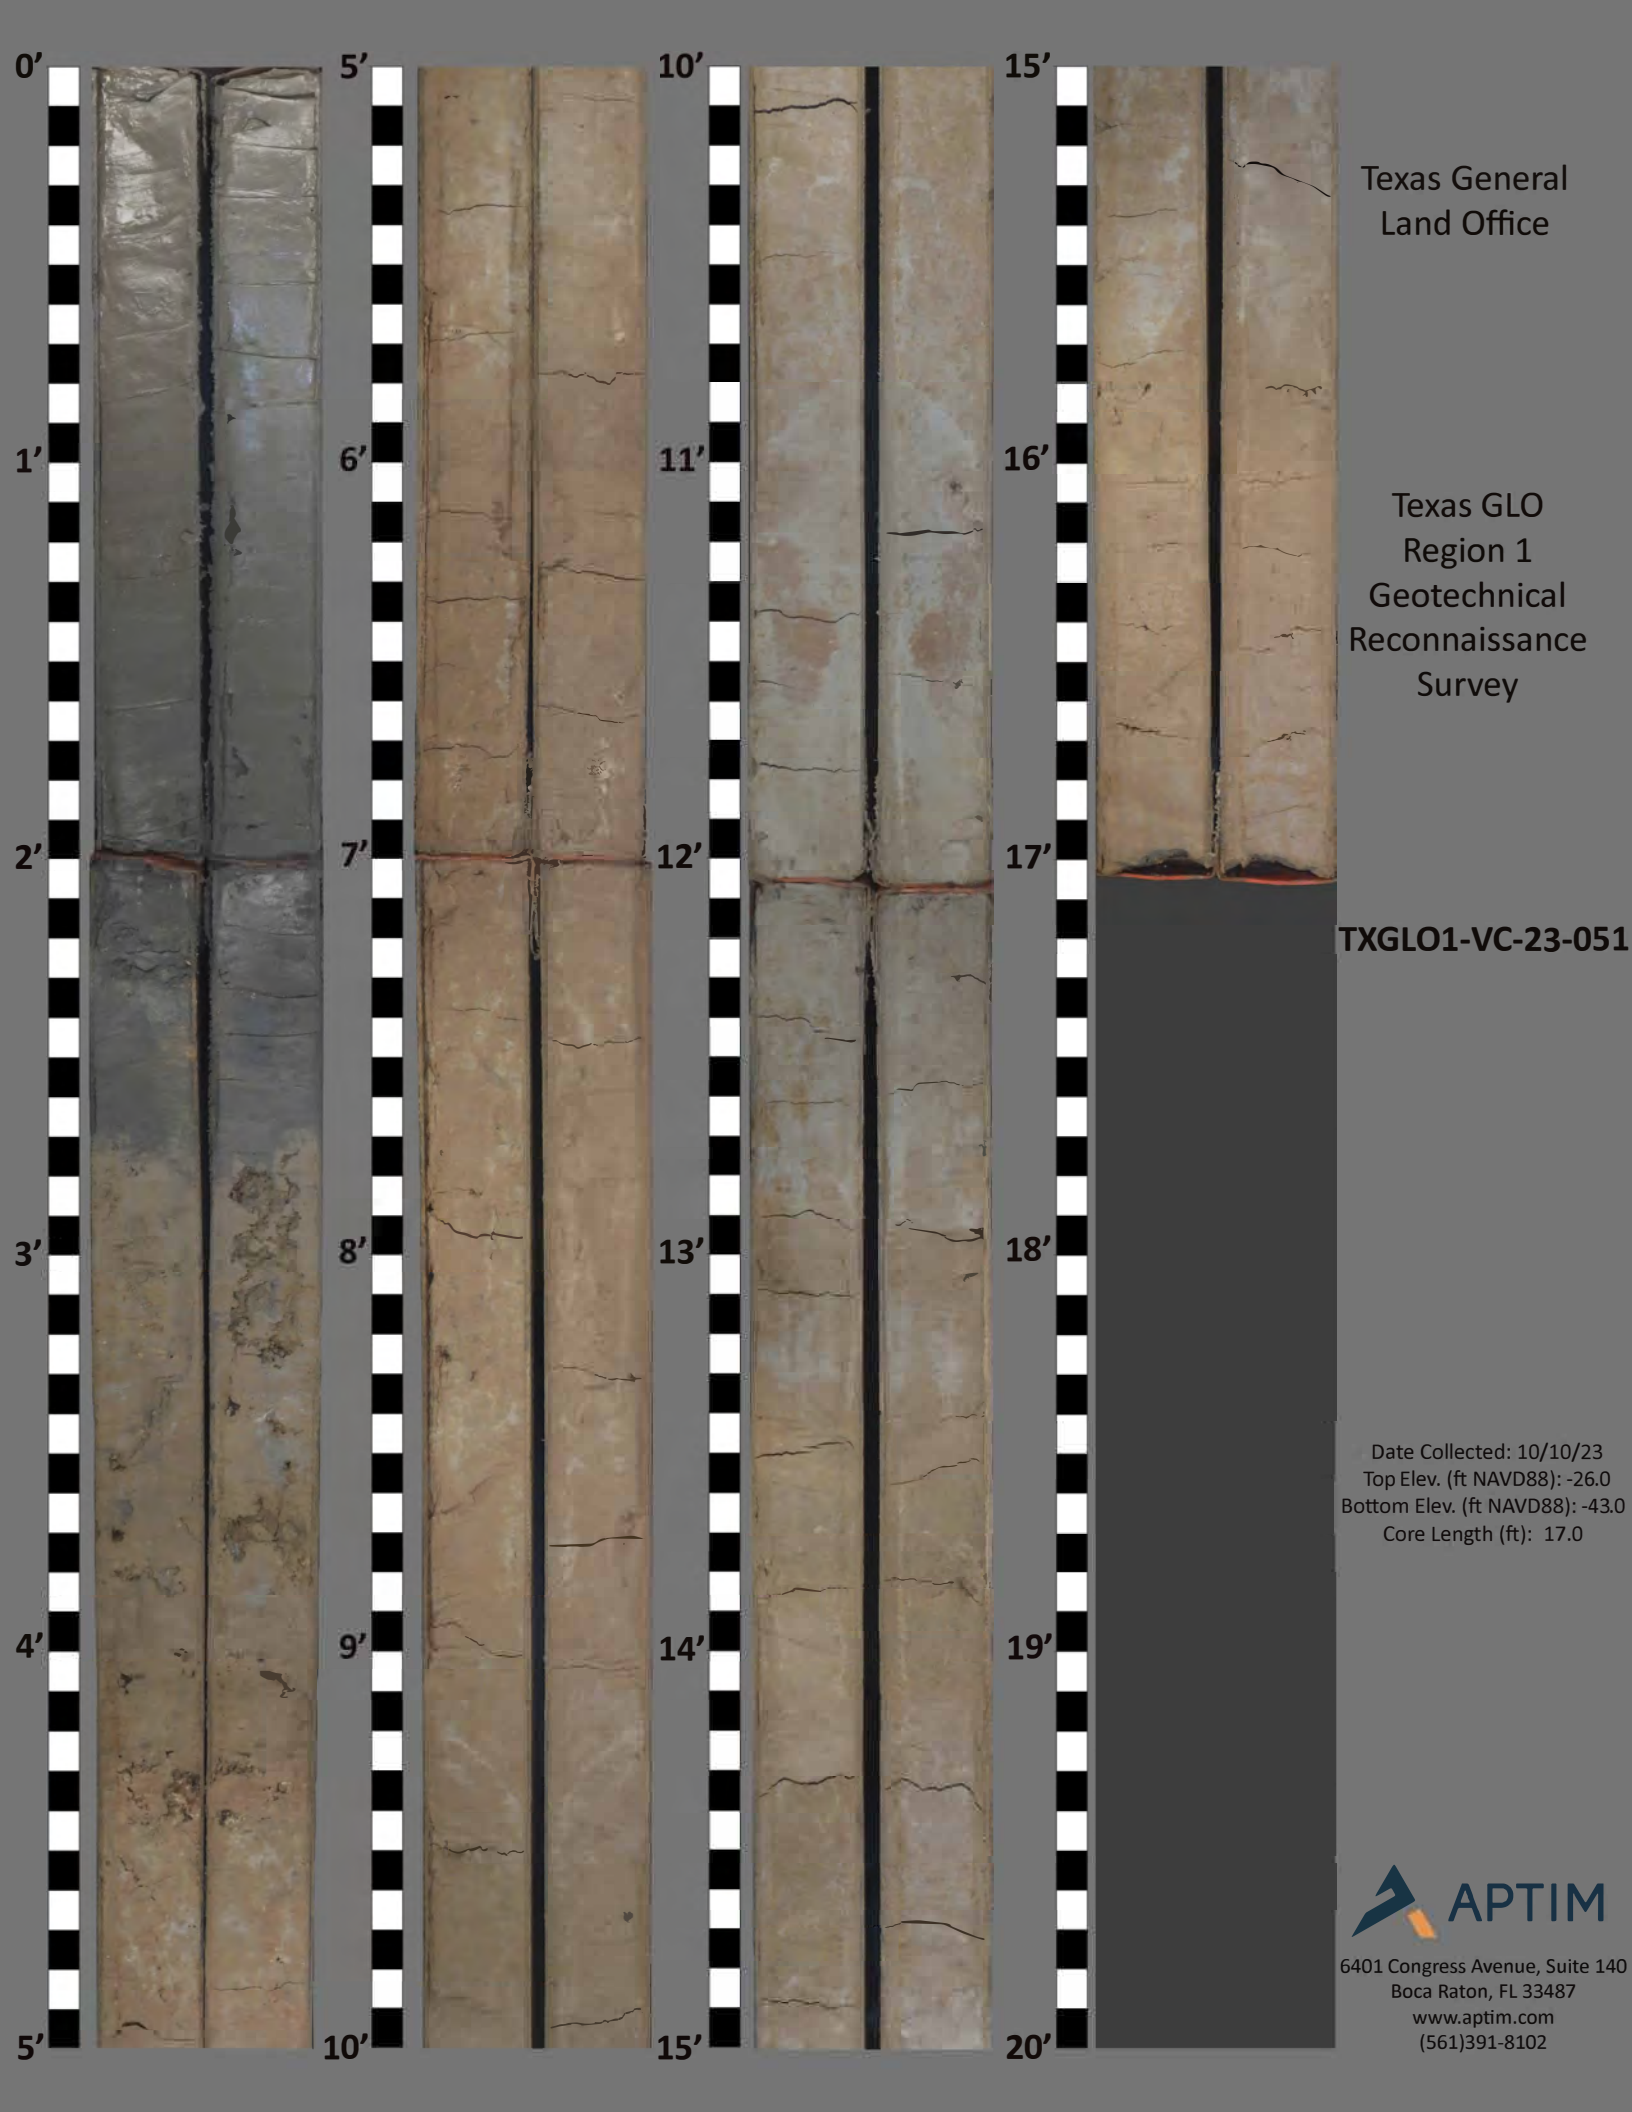 0’
1’
2’
3’
4’
5’
5’
6’
7’
8’
9’
10’
10’
11’
12’
13’
14’
15’
15’
16’
17’
18’
19’
20’
Texas General
Land Office
Texas GLO
Region 1
Geotechnical
Reconnaissance
Survey
TXGLO1-VC-23-051
Date Collected: 10/10/23
Top Elev. (ft NAVD88): -26.0
Bottom Elev. (ft NAVD88): -43.0
Core Length (ft): 17.0
APTIM
6401 Congress Avenue, Suite 140
Boca Raton, FL 33487
www.aptim.com
(561)391-8102